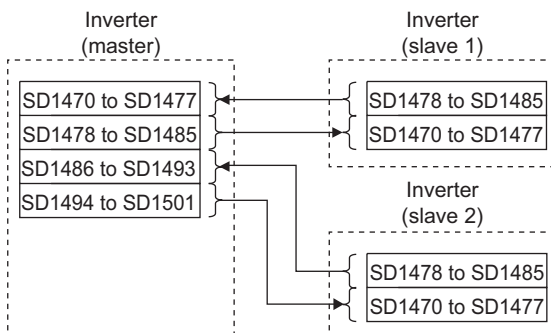 Inverter
(master)
SD1470 to SD1477
SD1478 to SD1485
SD1486 to SD1493
SD1494 to SD1501
Inverter
(slave 1)
SD1478 to SD1485
SD1470 to SD1477
Inverter
(slave 2)
SD1478 to SD1485
SD1470 to SD1477